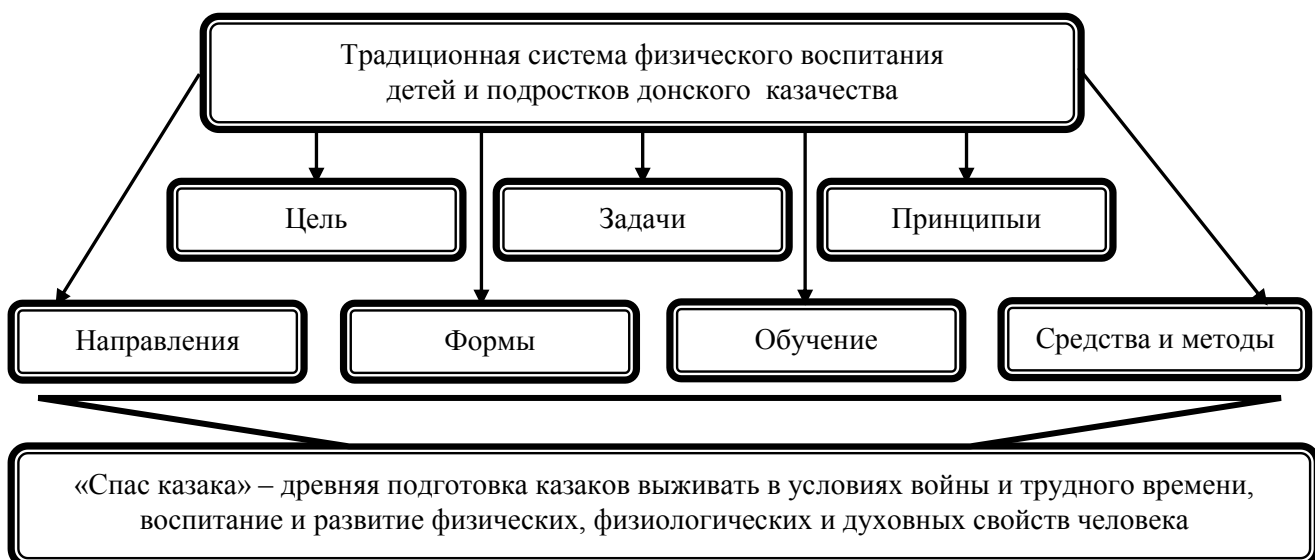 Традиционная система физического воспитания
детей и подростков донского казачества
Цель
Задачи
Принципыи
Направления
Формы
Обучение
Средства и методы
«Спас казака» – древняя подготовка казаков выживать в условиях войны и трудного времени,
воспитание и развитие физических, физиологических и духовных свойств человека